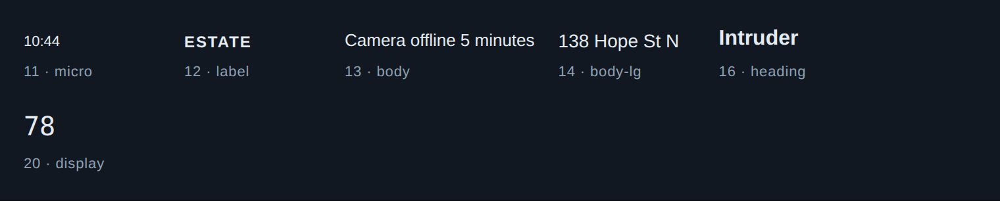 10:44 ESTATE Camera offline 5 minutes 138 Hope St N Intruder
11 · micro 12 · label 13 · body 14 · body-lg 16 · heading
78
20 · display